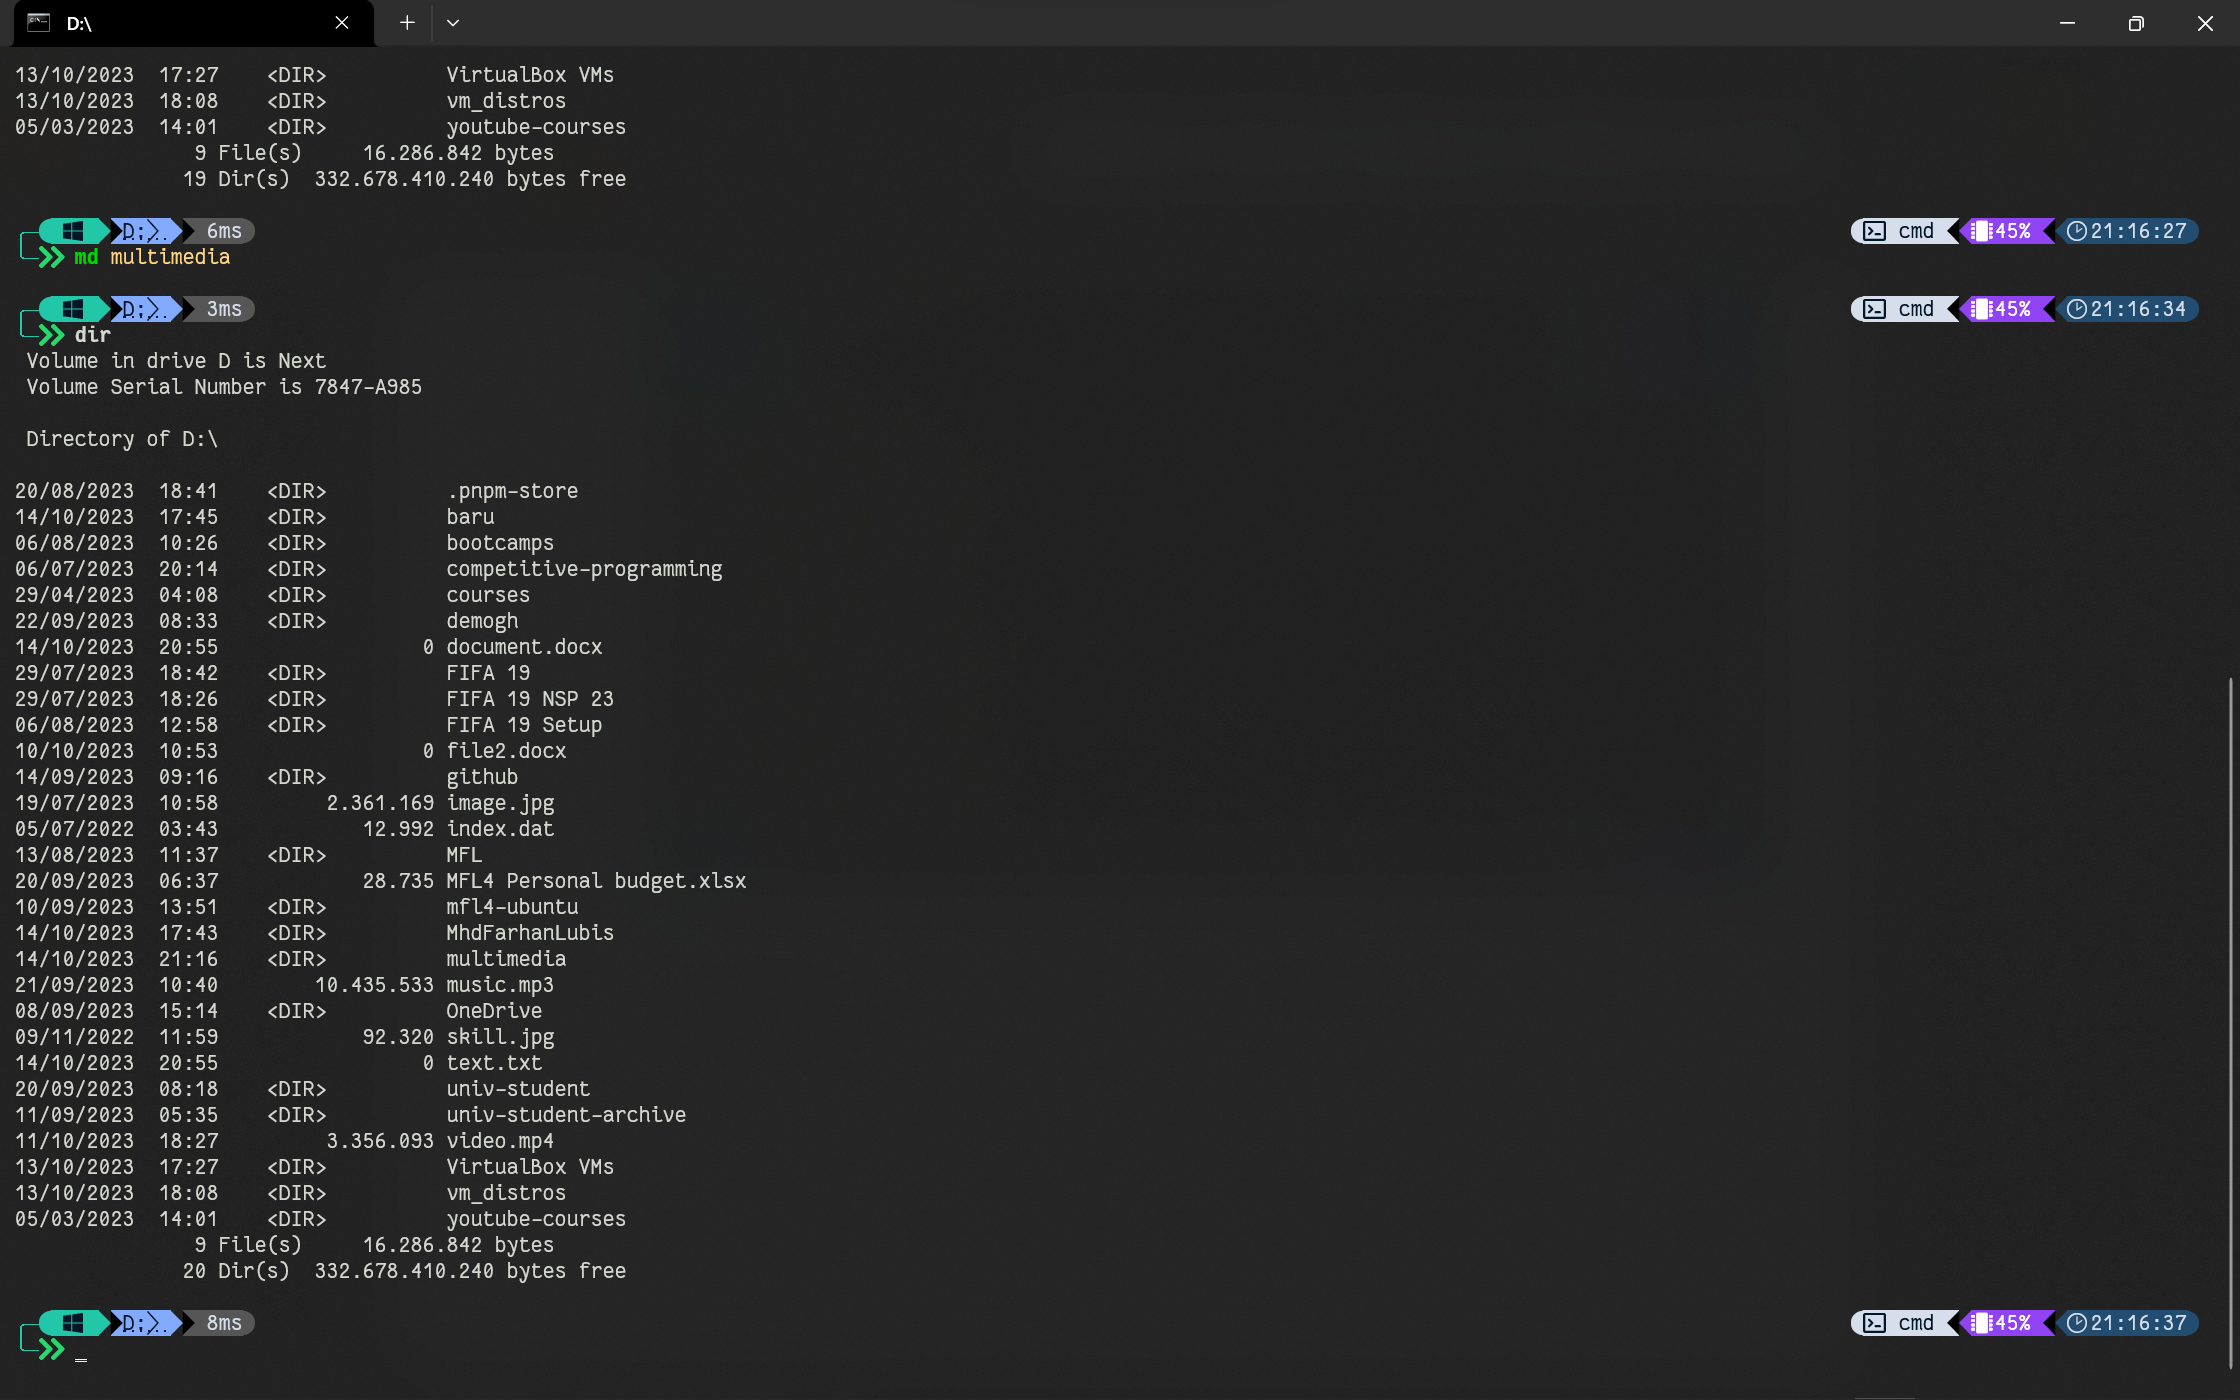 D:\
13/10/2023  17:27    <DIR>          VirtualBox VMs
13/10/2023  18:08    <DIR>          vm_distros
05/03/2023  14:01    <DIR>          youtube-courses
               9 File(s)     16.286.842 bytes
              19 Dir(s)  332.678.410.240 bytes free
6ms cmd 45% 21:16:27
md multimedia
3ms cmd 45% 21:16:34
dir
Volume in drive D is Next
Volume Serial Number is 7847-A985
Directory of D:\
20/08/2023  18:41    <DIR>          .pnpm-store
14/10/2023  17:45    <DIR>          baru
06/08/2023  10:26    <DIR>          bootcamps
06/07/2023  20:14    <DIR>          competitive-programming
29/04/2023  04:08    <DIR>          courses
22/09/2023  08:33    <DIR>          demogh
14/10/2023  20:55                 0 document.docx
29/07/2023  18:42    <DIR>          FIFA 19
29/07/2023  18:26    <DIR>          FIFA 19 NSP 23
06/08/2023  12:58    <DIR>          FIFA 19 Setup
10/10/2023  10:53                 0 file2.docx
14/09/2023  09:16    <DIR>          github
19/07/2023  10:58         2.361.169 image.jpg
05/07/2022  03:43            12.992 index.dat
13/08/2023  11:37    <DIR>          MFL
20/09/2023  06:37            28.735 MFL4 Personal budget.xlsx
10/09/2023  13:51    <DIR>          mfl4-ubuntu
14/10/2023  17:43    <DIR>          MhdFarhanLubis
14/10/2023  21:16    <DIR>          multimedia
21/09/2023  10:40        10.435.533 music.mp3
08/09/2023  15:14    <DIR>          OneDrive
09/11/2022  11:59            92.320 skill.jpg
14/10/2023  20:55                 0 text.txt
20/09/2023  08:18    <DIR>          univ-student
11/09/2023  05:35    <DIR>          univ-student-archive
11/10/2023  18:27         3.356.093 video.mp4
13/10/2023  17:27    <DIR>          VirtualBox VMs
13/10/2023  18:08    <DIR>          vm_distros
05/03/2023  14:01    <DIR>          youtube-courses
               9 File(s)     16.286.842 bytes
              20 Dir(s)  332.678.410.240 bytes free
8ms cmd 45% 21:16:37